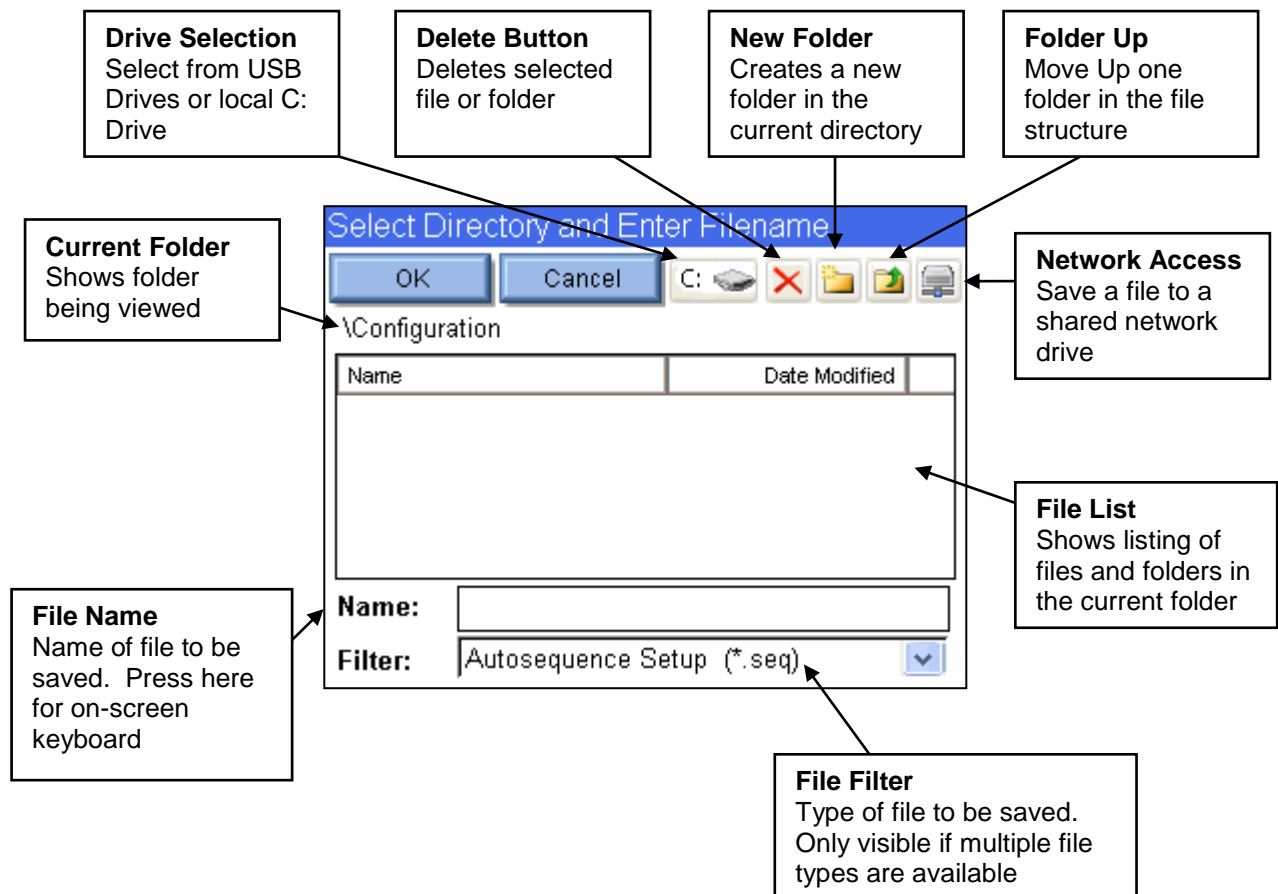 Drive Selection
Select from USB
Drives or local C:
Drive
Delete Button
Deletes selected
file or folder
New Folder
Creates a new
folder in the
current directory
Folder Up
Move Up one
folder in the file
structure
Current Folder
Shows folder
being viewed
Select Directory and Enter Filename
OK
Cancel
C:
\Configuration
Name
Date Modified
Network Access
Save a file to a
shared network
drive
File List
Shows listing of
files and folders in
the current folder
File Name
Name of file to be
saved. Press here
for on-screen
keyboard
Name:
Filter:
Autosequence Setup (*.seq)
File Filter
Type of file to be saved.
Only visible if multiple file
types are available